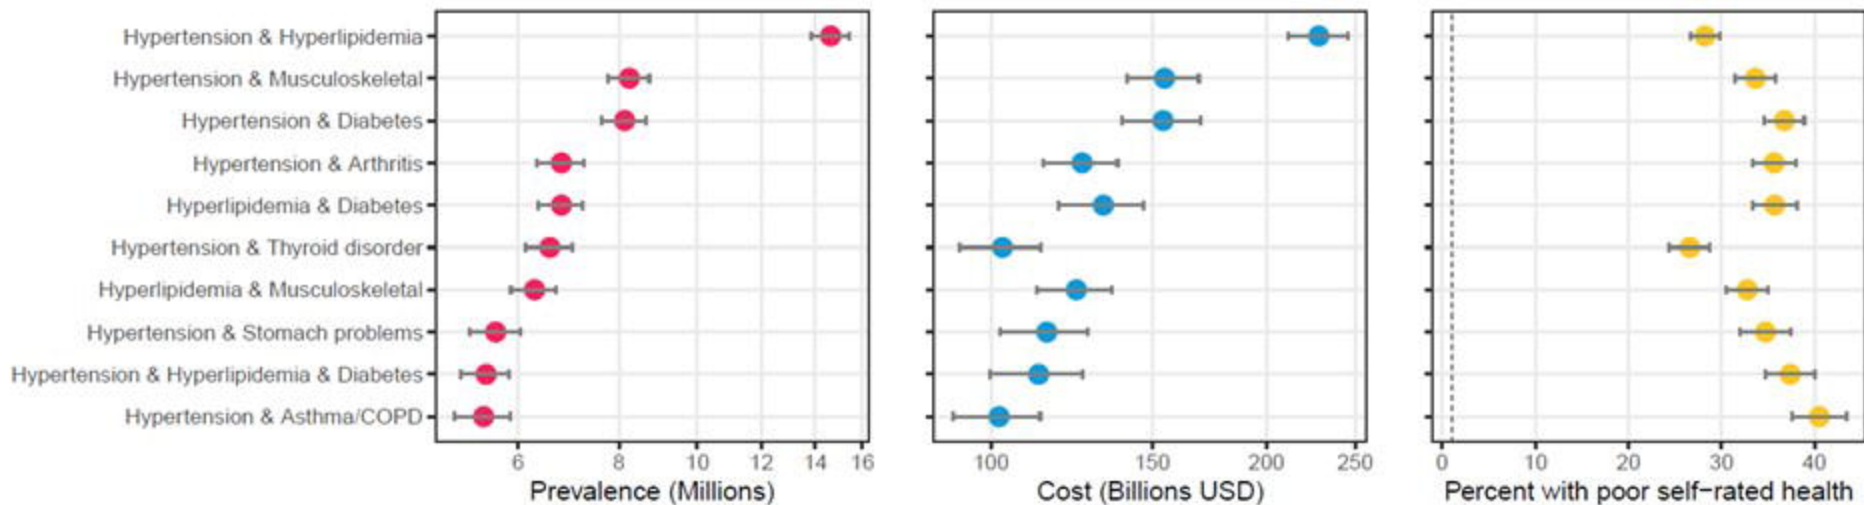 Hypertension & Hyperlipidemia
Hypertension & Musculoskeletal
Hypertension & Diabetes
Hypertension & Arthritis
Hyperlipidemia & Diabetes
Hypertension & Thyroid disorder
Hyperlipidemia & Musculoskeletal
Hypertension & Stomach problems
Hypertension & Hyperlipidemia & Diabetes
Hypertension & Asthma/COPD
6 8 10 12 14 16
Prevalence (Millions)
100 150 200 250
Cost (Billions USD)
0 10 20 30 40
Percent with poor self-rated health